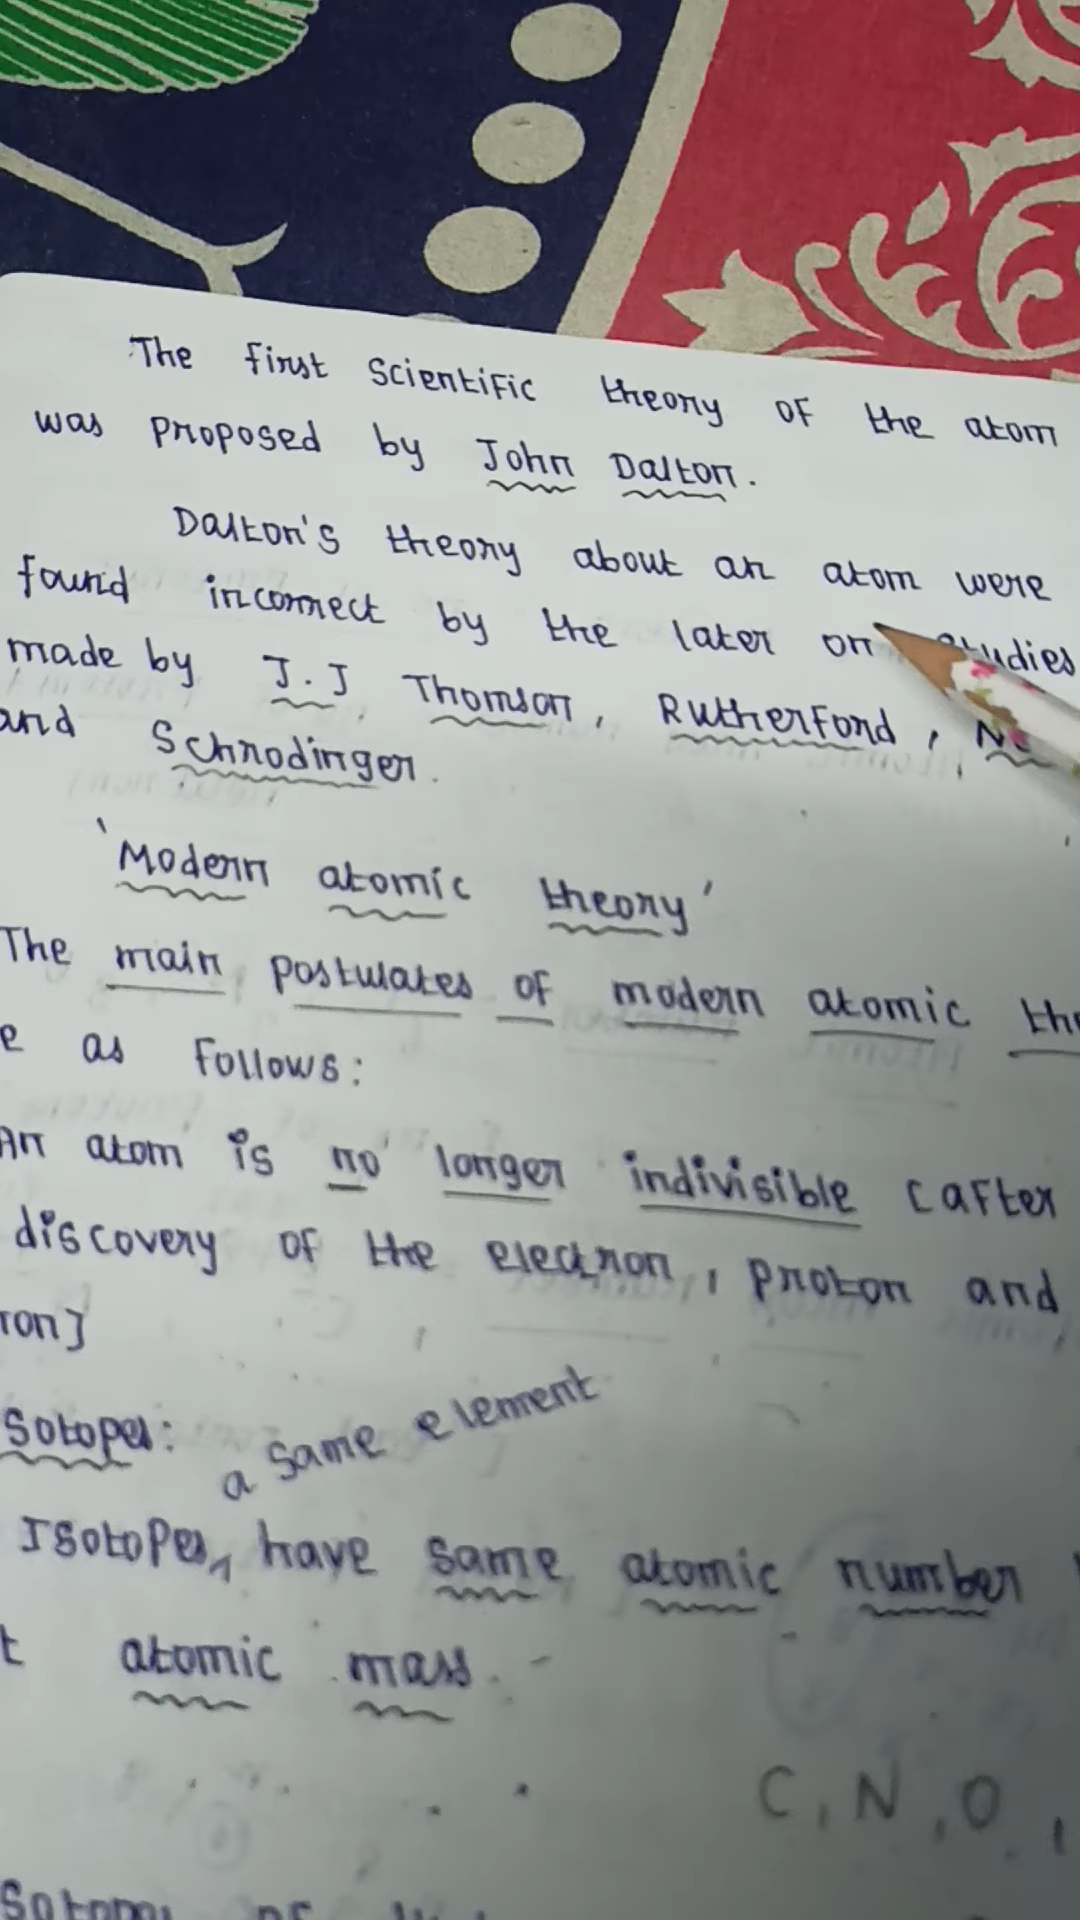 The first scientific theory of the atom
was proposed by John Dalton.
Dalton's theory about an atom were
found incorrect by the later on studies
made by J.J Thomson, Rutherford,
and Schrodinger.
'Modern atomic theory'
The main postulates of modern atomic
as follows:
An atom is no longer indivisible [after
discovery of the electron, proton and
ron]
sotopes:
a same element
Isotopes, have same atomic number
t atomic mass.
C, N, O,